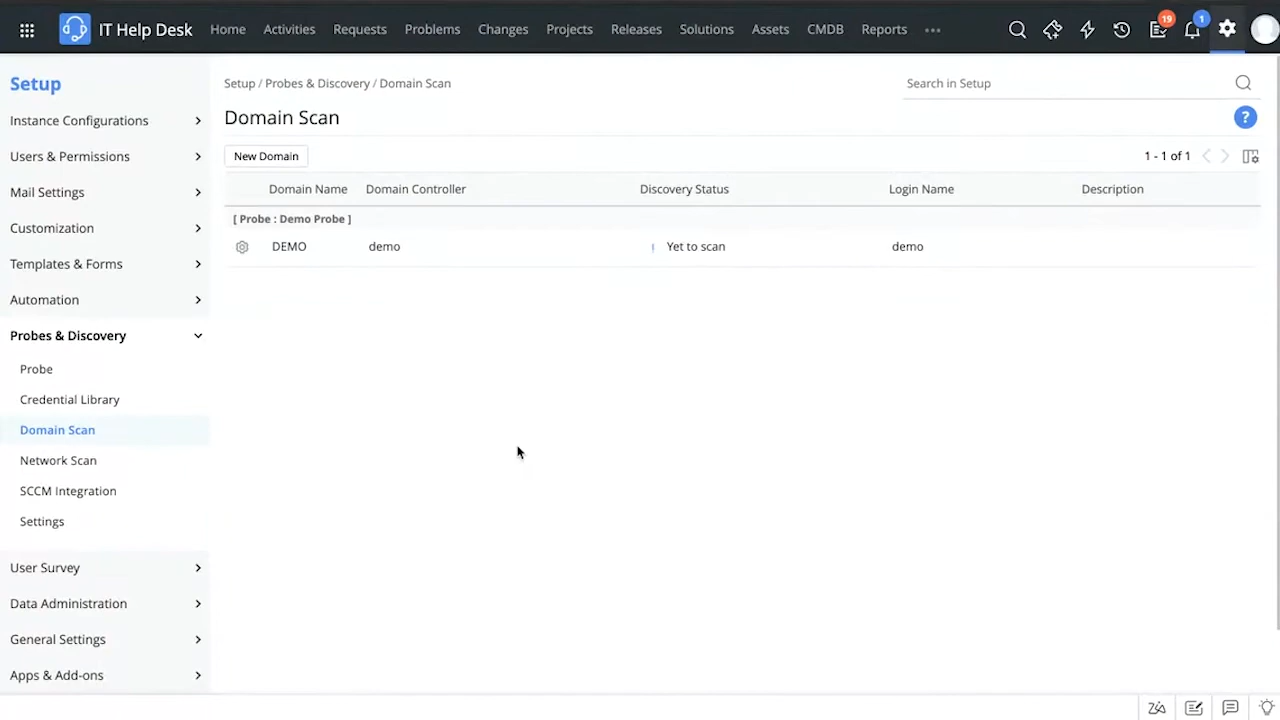 IT Help Desk Home Activities Requests Problems Changes Projects Releases Solutions Assets CMDB Reports 19 1
Setup
Instance Configurations
Users & Permissions
Mail Settings
Customization
Templates & Forms
Automation
Probes & Discovery
Probe
Credential Library
Domain Scan
Network Scan
SCCM Integration
Settings
User Survey
Data Administration
General Settings
Apps & Add-ons
Setup / Probes & Discovery / Domain Scan
Search in Setup
Domain Scan
?
New Domain
1 - 1 of 1
Domain Name Domain Controller Discovery Status Login Name Description
[ Probe : Demo Probe ]
DEMO demo Yet to scan demo